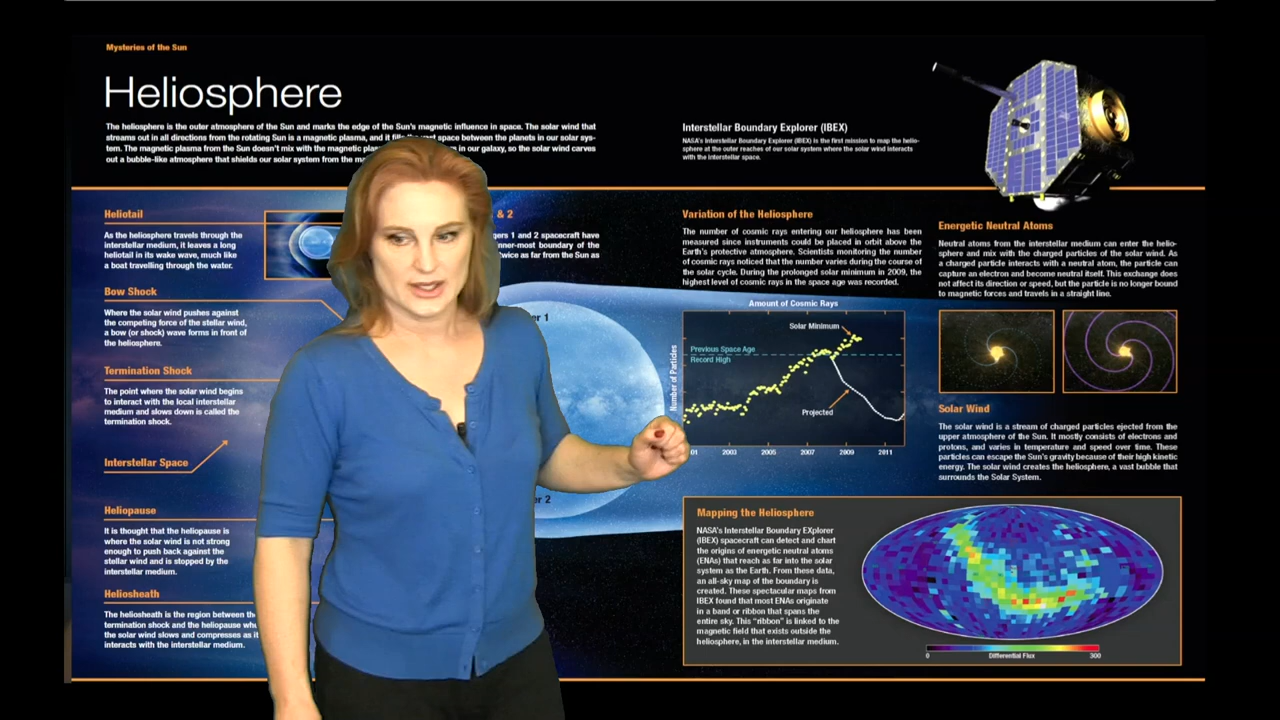 Mysteries of the Sun
Heliosphere
The heliosphere is the outer atmosphere of the Sun and marks the edge of the Sun's magnetic influence in space. The solar wind that
streams out in all directions from the rotating Sun is a magnetic plasma, and it fills the vast space between the planets in our solar sys-
tem. The magnetic plasma from the Sun doesn't mix with the magnetic in our galaxy, so the solar wind carves
out a bubble-like atmosphere that shields our solar system from the
Interstellar Boundary Explorer (IBEX)
NASA's Interstellar Boundary Explorer (IBEX) is the first mission to map the helio-
sphere at the outer reaches of our solar system where the solar wind interacts
with the interstellar space.
Heliotail
As the heliosphere travels through the
interstellar medium, it leaves a long
heliotail in its wake wave, much like
a boat travelling through the water.
Bow Shock
Where the solar wind pushes against
the competing force of the stellar wind,
a bow (or shock) wave forms in front of
the heliosphere.
Termination Shock
The point where the solar wind begins
to interact with the local interstellar
medium and slows down is called the
termination shock.
Interstellar Space
Heliopause
It is thought that the heliopause is
where the solar wind is not strong
enough to push back against the
stellar wind and is stopped by the
interstellar medium.
Heliosheath
The heliosheath is the region between the
termination shock and the heliopause
the solar wind slows and compresses as it
interacts with the interstellar medium.
& 2
1 and 2 spacecraft have
boundary of the
twice as far from the Sun as
1
2
Variation of the Heliosphere
The number of cosmic rays entering our heliosphere has been
measured since instruments could be placed in orbit above the
Earth's protective atmosphere. Scientists monitoring the number
of cosmic rays noticed that the number varies during the course of
the solar cycle. During the prolonged solar minimum in 2009, the
highest level of cosmic rays in the space age was recorded.
Amount of Cosmic Rays
Solar Minimum
Previous Space Age
Record High
Number of Particles
Projected
01 2003 2005 2007 2009 2011
Energetic Neutral Atoms
Neutral atoms from the interstellar medium can enter the helio-
sphere and mix with the charged particles of the solar wind. As
a charged particle interacts with a neutral atom, the particle can
capture an electron and become neutral itself. This exchange does
not affect its direction or speed, but the particle is no longer bound
to magnetic forces and travels in a straight line.
Solar Wind
The solar wind is a stream of charged particles ejected from the
upper atmosphere of the Sun. It mostly consists of electrons and
protons, and varies in temperature and speed over time. These
particles can escape the Sun's gravity because of their high kinetic
energy. The solar wind creates the heliosphere, a vast bubble that
surrounds the Solar System.
Mapping the Heliosphere
NASA's Interstellar Boundary EXplorer
(IBEX) spacecraft can detect and chart
the origins of energetic neutral atoms
(ENAs) that reach as far into the solar
system as the Earth. From these data,
an all-sky map of the boundary is
created. These spectacular maps from
IBEX found that most ENAs originate
in a band or ribbon that spans the
entire sky. This "ribbon" is linked to the
magnetic field that exists outside the
heliosphere, in the interstellar medium.
0 Differential Flux 300